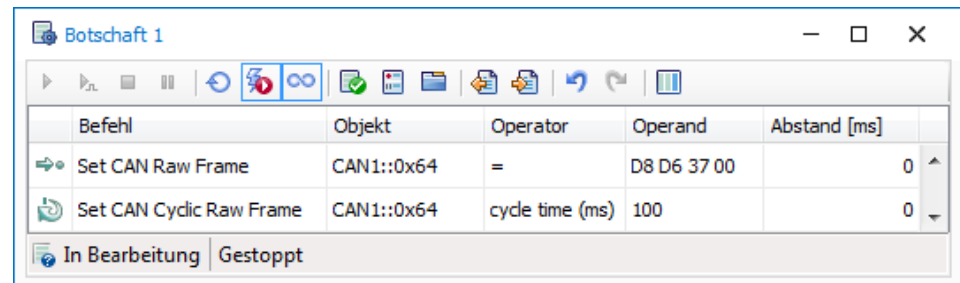 Botschaft 1
Befehl Objekt Operator Operand Abstand [ms]
Set CAN Raw Frame CAN1::0x64 = D8 D6 37 00 0
Set CAN Cyclic Raw Frame CAN1::0x64 cycle time (ms) 100 0
In Bearbeitung Gestoppt